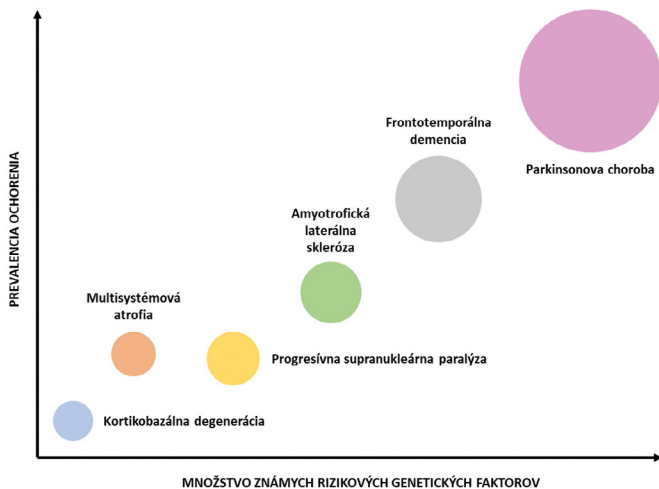 Frontotemporálna
demencia
Parkinsonova choroba
Amyotrofická
laterálna
skleróza
PREVALENCIA OCHORENIA
Multisystémová
atrofia
Progresívna supranukleárna paralýza
Kortikobazálna degenerácia
MNOŽSTVO ZNÁMYCH RIZIKOVÝCH GENETICKÝCH FAKTOROV